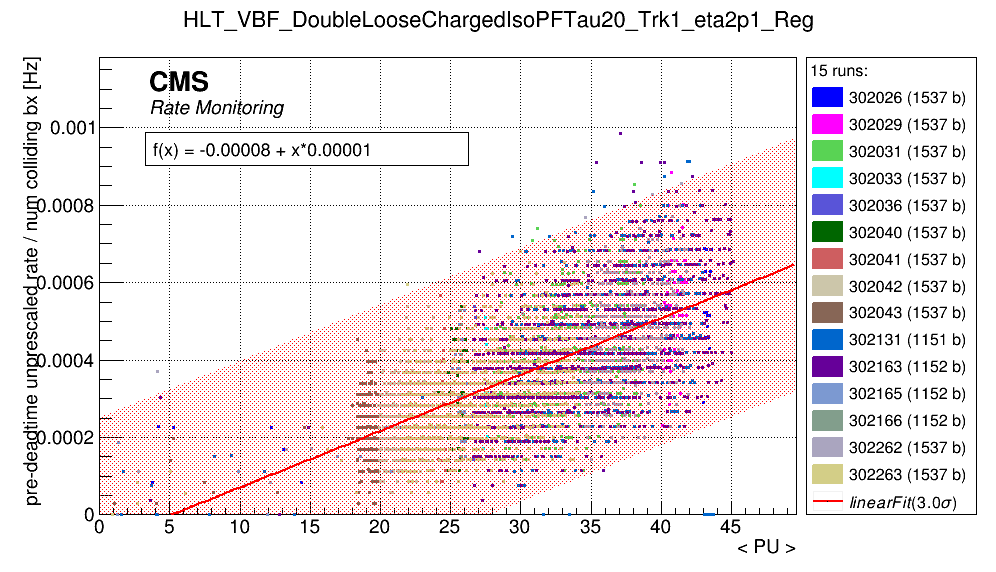 HLT_VBF_DoubleLooseChargedIsoPFTau20_Trk1_eta2p1_Reg
pre-deadtime unprescaled rate / num colliding bx [Hz]
CMS
Rate Monitoring
f(x) = -0.00008 + x*0.00001
0.001
0.0008
0.0006
0.0004
0.0002
0
0 5 10 15 20 25 30 35 40 45
< PU >
15 runs:
302026 (1537 b)
302029 (1537 b)
302031 (1537 b)
302033 (1537 b)
302036 (1537 b)
302040 (1537 b)
302041 (1537 b)
302042 (1537 b)
302043 (1537 b)
302131 (1151 b)
302163 (1152 b)
302165 (1152 b)
302166 (1152 b)
302262 (1537 b)
302263 (1537 b)
linearFit(3.0σ)